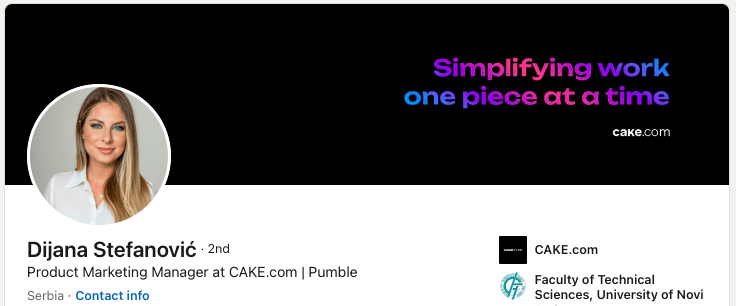 Simplifying work
one piece at a time
cake.com
Dijana Stefanović · 2nd
Product Marketing Manager at CAKE.com | Pumble
Serbia · Contact info
CAKE.com
Faculty of Technical
Sciences, University of Novi